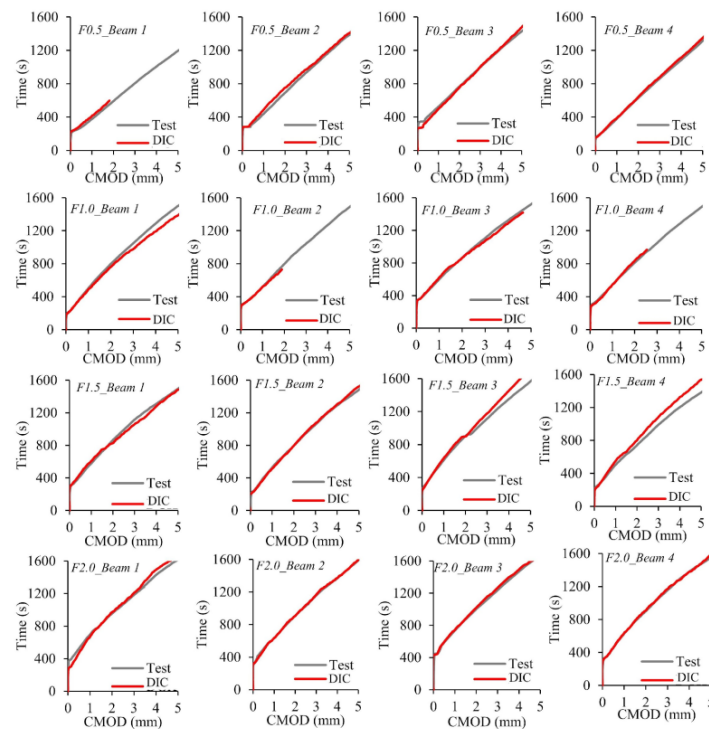 F0.5_Beam 1
Time (s)
1600
1200
800
400
0
0 1 2 3 4 5
CMOD (mm)
Test
DIC
F0.5_Beam 2
Time (s)
1600
1200
800
400
0
0 1 2 3 4 5
CMOD (mm)
Test
DIC
F0.5_Beam 3
Time (s)
1600
1200
800
400
0
0 1 2 3 4 5
CMOD (mm)
Test
DIC
F0.5_Beam 4
Time (s)
1600
1200
800
400
0
0 1 2 3 4 5
CMOD (mm)
Test
DIC
F1.0_Beam 1
Time (s)
1600
1200
800
400
0
0 1 2 3 4 5
CMOD (mm)
Test
DIC
F1.0_Beam 2
Time (s)
1600
1200
800
400
0
0 1 2 3 4 5
CMOD (mm)
Test
DIC
F1.0_Beam 3
Time (s)
1600
1200
800
400
0
0 1 2 3 4 5
CMOD (mm)
Test
DIC
F1.0_Beam 4
Time (s)
1600
1200
800
400
0
0 1 2 3 4 5
CMOD (mm)
Test
DIC
F1.5_Beam 1
Time (s)
1600
1200
800
400
0
0 1 2 3 4 5
CMOD (mm)
Test
DIC
F1.5_Beam 2
Time (s)
1600
1200
800
400
0
0 1 2 3 4 5
CMOD (mm)
Test
DIC
F1.5_Beam 3
Time (s)
1600
1200
800
400
0
0 1 2 3 4 5
CMOD (mm)
Test
DIC
F1.5_Beam 4
Time (s)
1600
1200
800
400
0
0 1 2 3 4 5
CMOD (mm)
Test
DIC
F2.0_Beam 1
Time (s)
1600
1200
800
400
0
0 1 2 3 4 5
CMOD (mm)
Test
DIC
F2.0_Beam 2
Time (s)
1600
1200
800
400
0
0 1 2 3 4 5
CMOD (mm)
Test
DIC
F2.0_Beam 3
Time (s)
1600
1200
800
400
0
0 1 2 3 4 5
CMOD (mm)
Test
DIC
F2.0_Beam 4
Time (s)
1600
1200
800
400
0
0 1 2 3 4 5
CMOD (mm)
Test
DIC